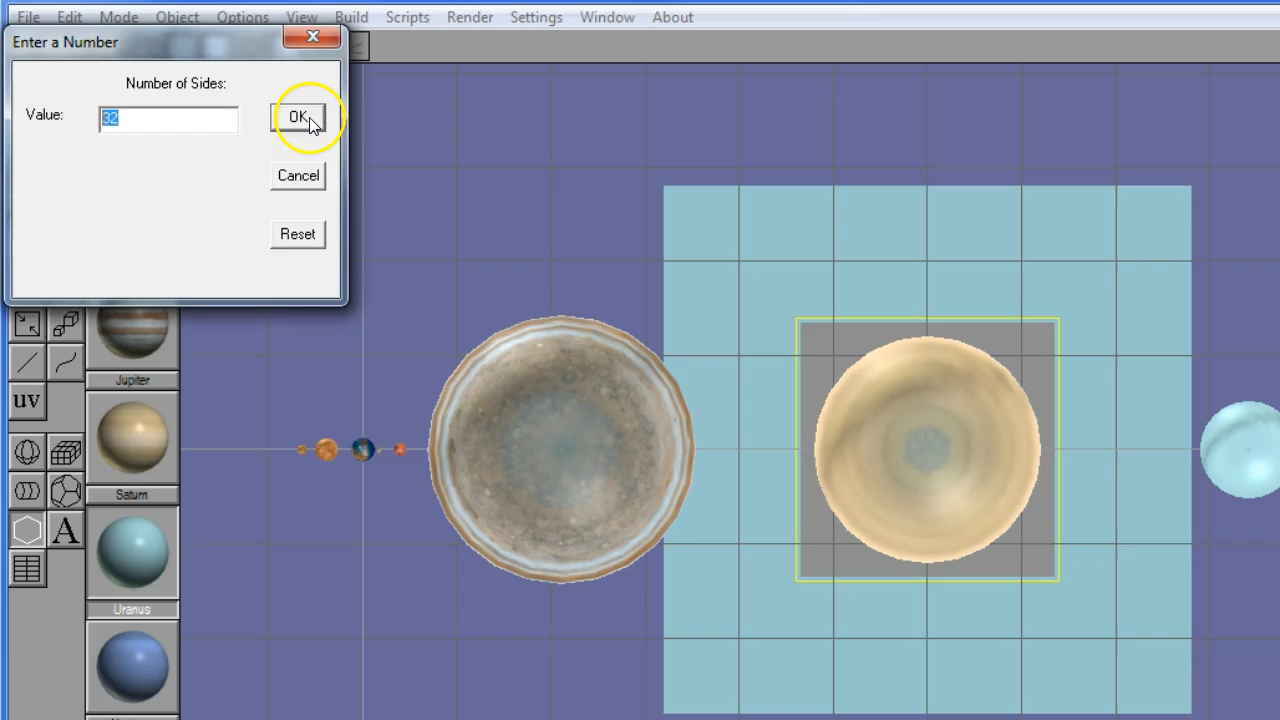 File Edit Mode Object Options View Build Scripts Render Settings Window About
Enter a Number
Number of Sides:
Value: 32 OK
Cancel
Reset
Jupiter
uv
Saturn
A
Uranus